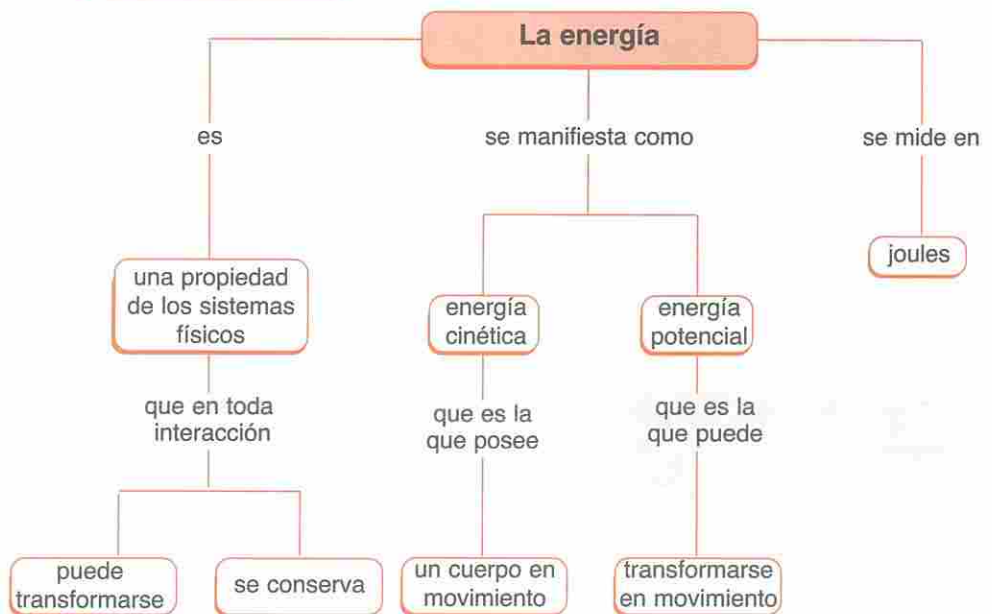 La energía
es
se manifiesta como
se mide en
una propiedad
de los sistemas
físicos
energía
cinética
energía
potencial
joules
que en toda
interacción
que es la
que posee
que es la
que puede
puede
transformarse
se conserva
un cuerpo en
movimiento
transformarse
en movimiento